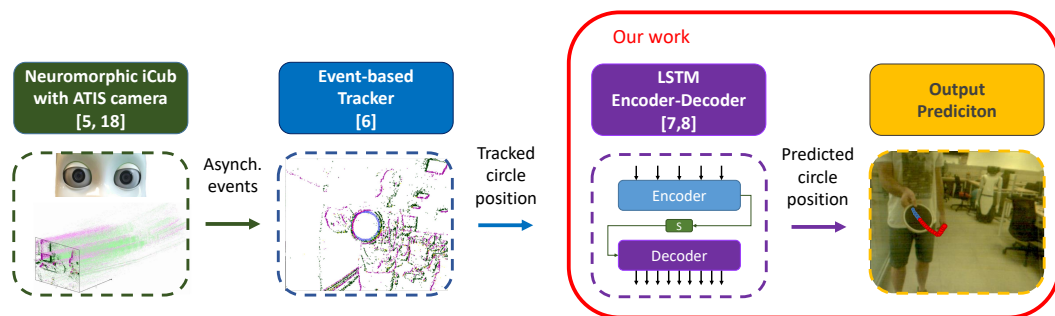 Our work
Neuromorphic iCub
with ATIS camera
[5, 18]
Asynch.
events
Event-based
Tracker
[6]
Tracked
circle
position
LSTM
Encoder-Decoder
[7,8]
Encoder
S
Decoder
Predicted
circle
position
Output
Prediciton